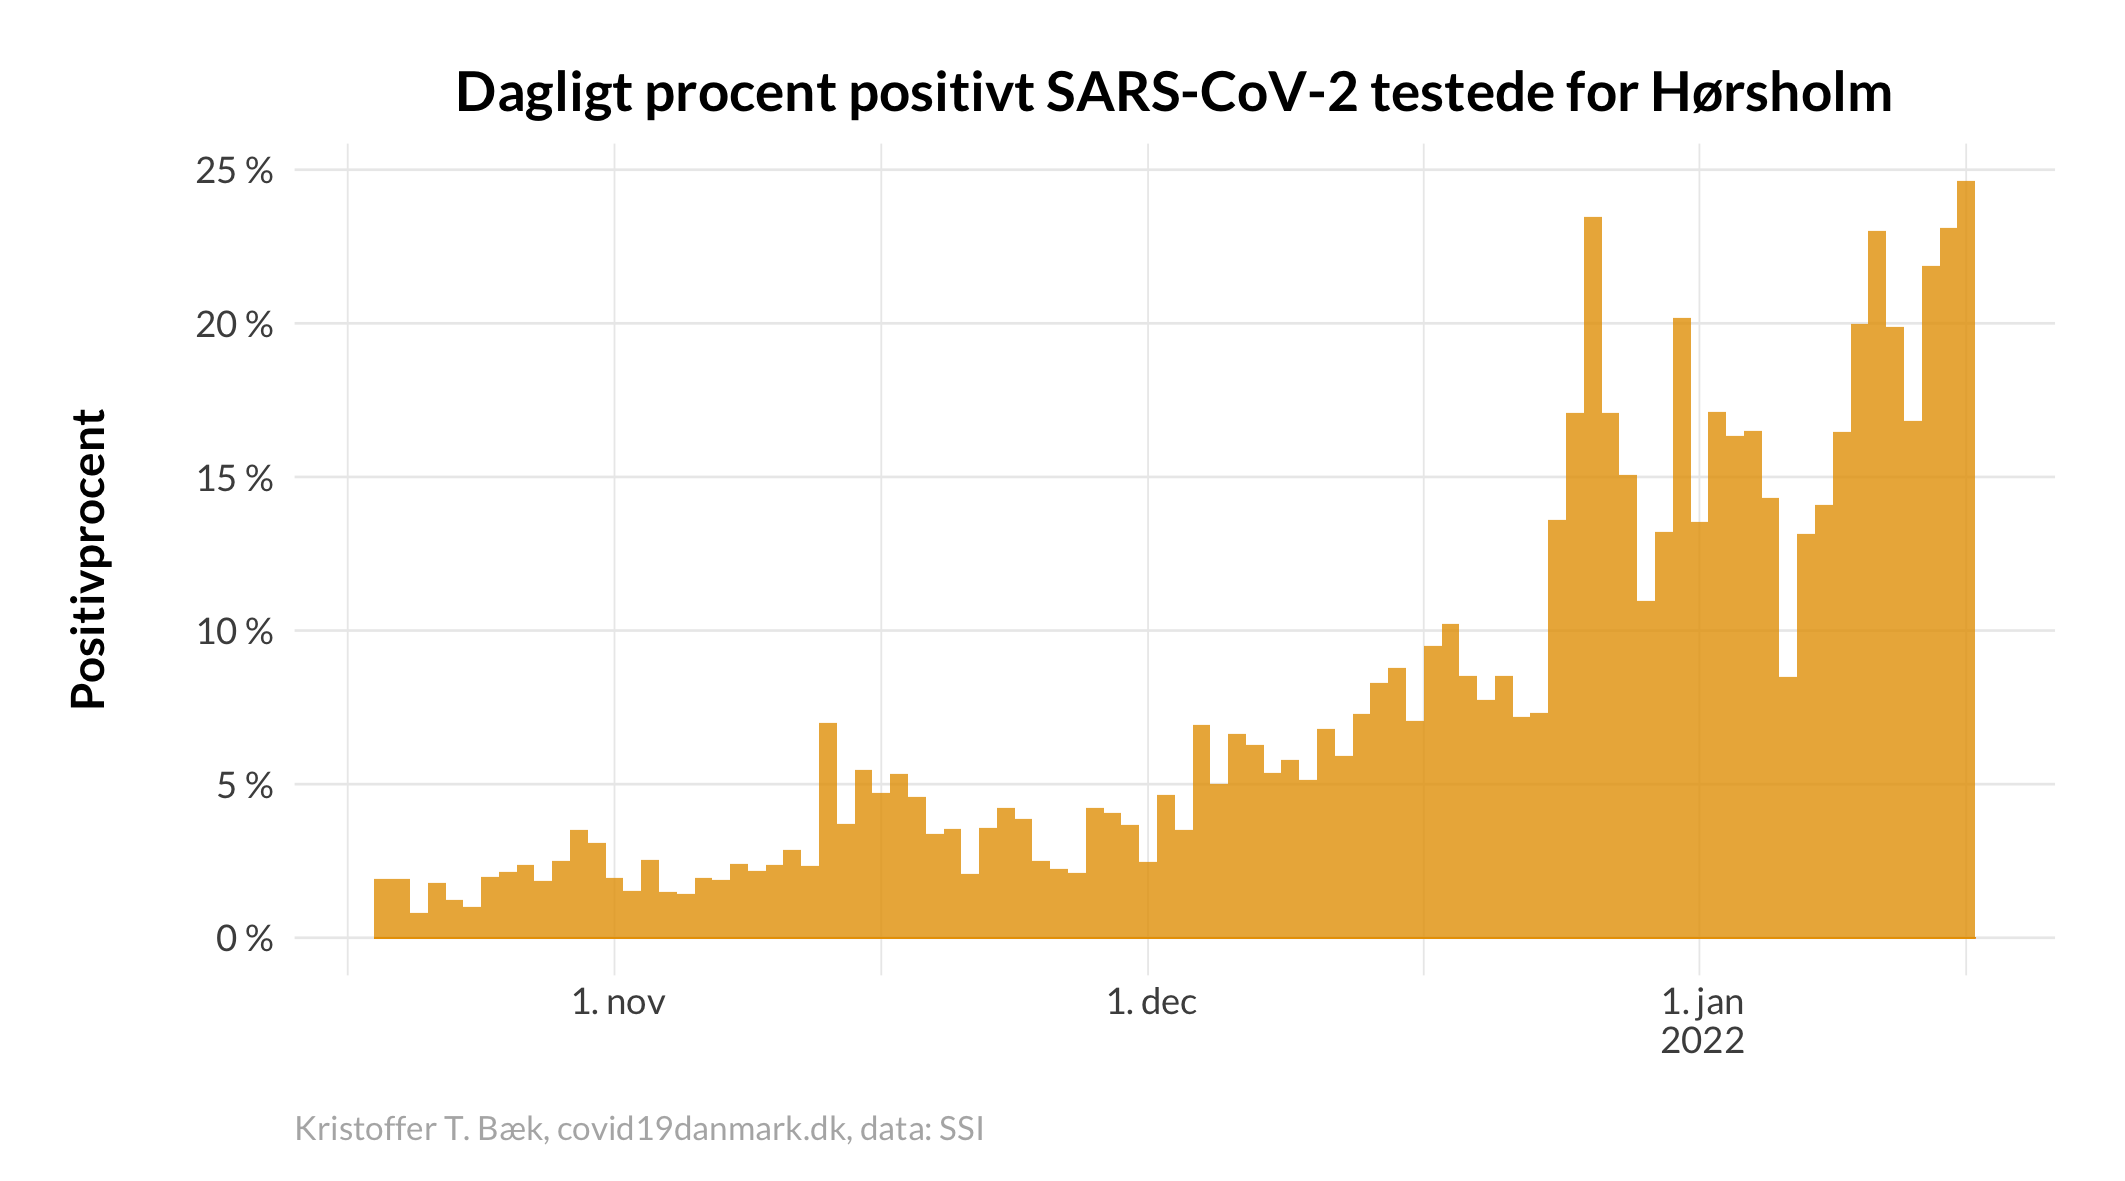 Dagligt procent positivt SARS-CoV-2 testede for Hørsholm
Positivprocent
25 %
20 %
15 %
10 %
5 %
0 %
1. nov
1. dec
1. jan
2022
Kristoffer T. Bæk, covid19danmark.dk, data: SSI